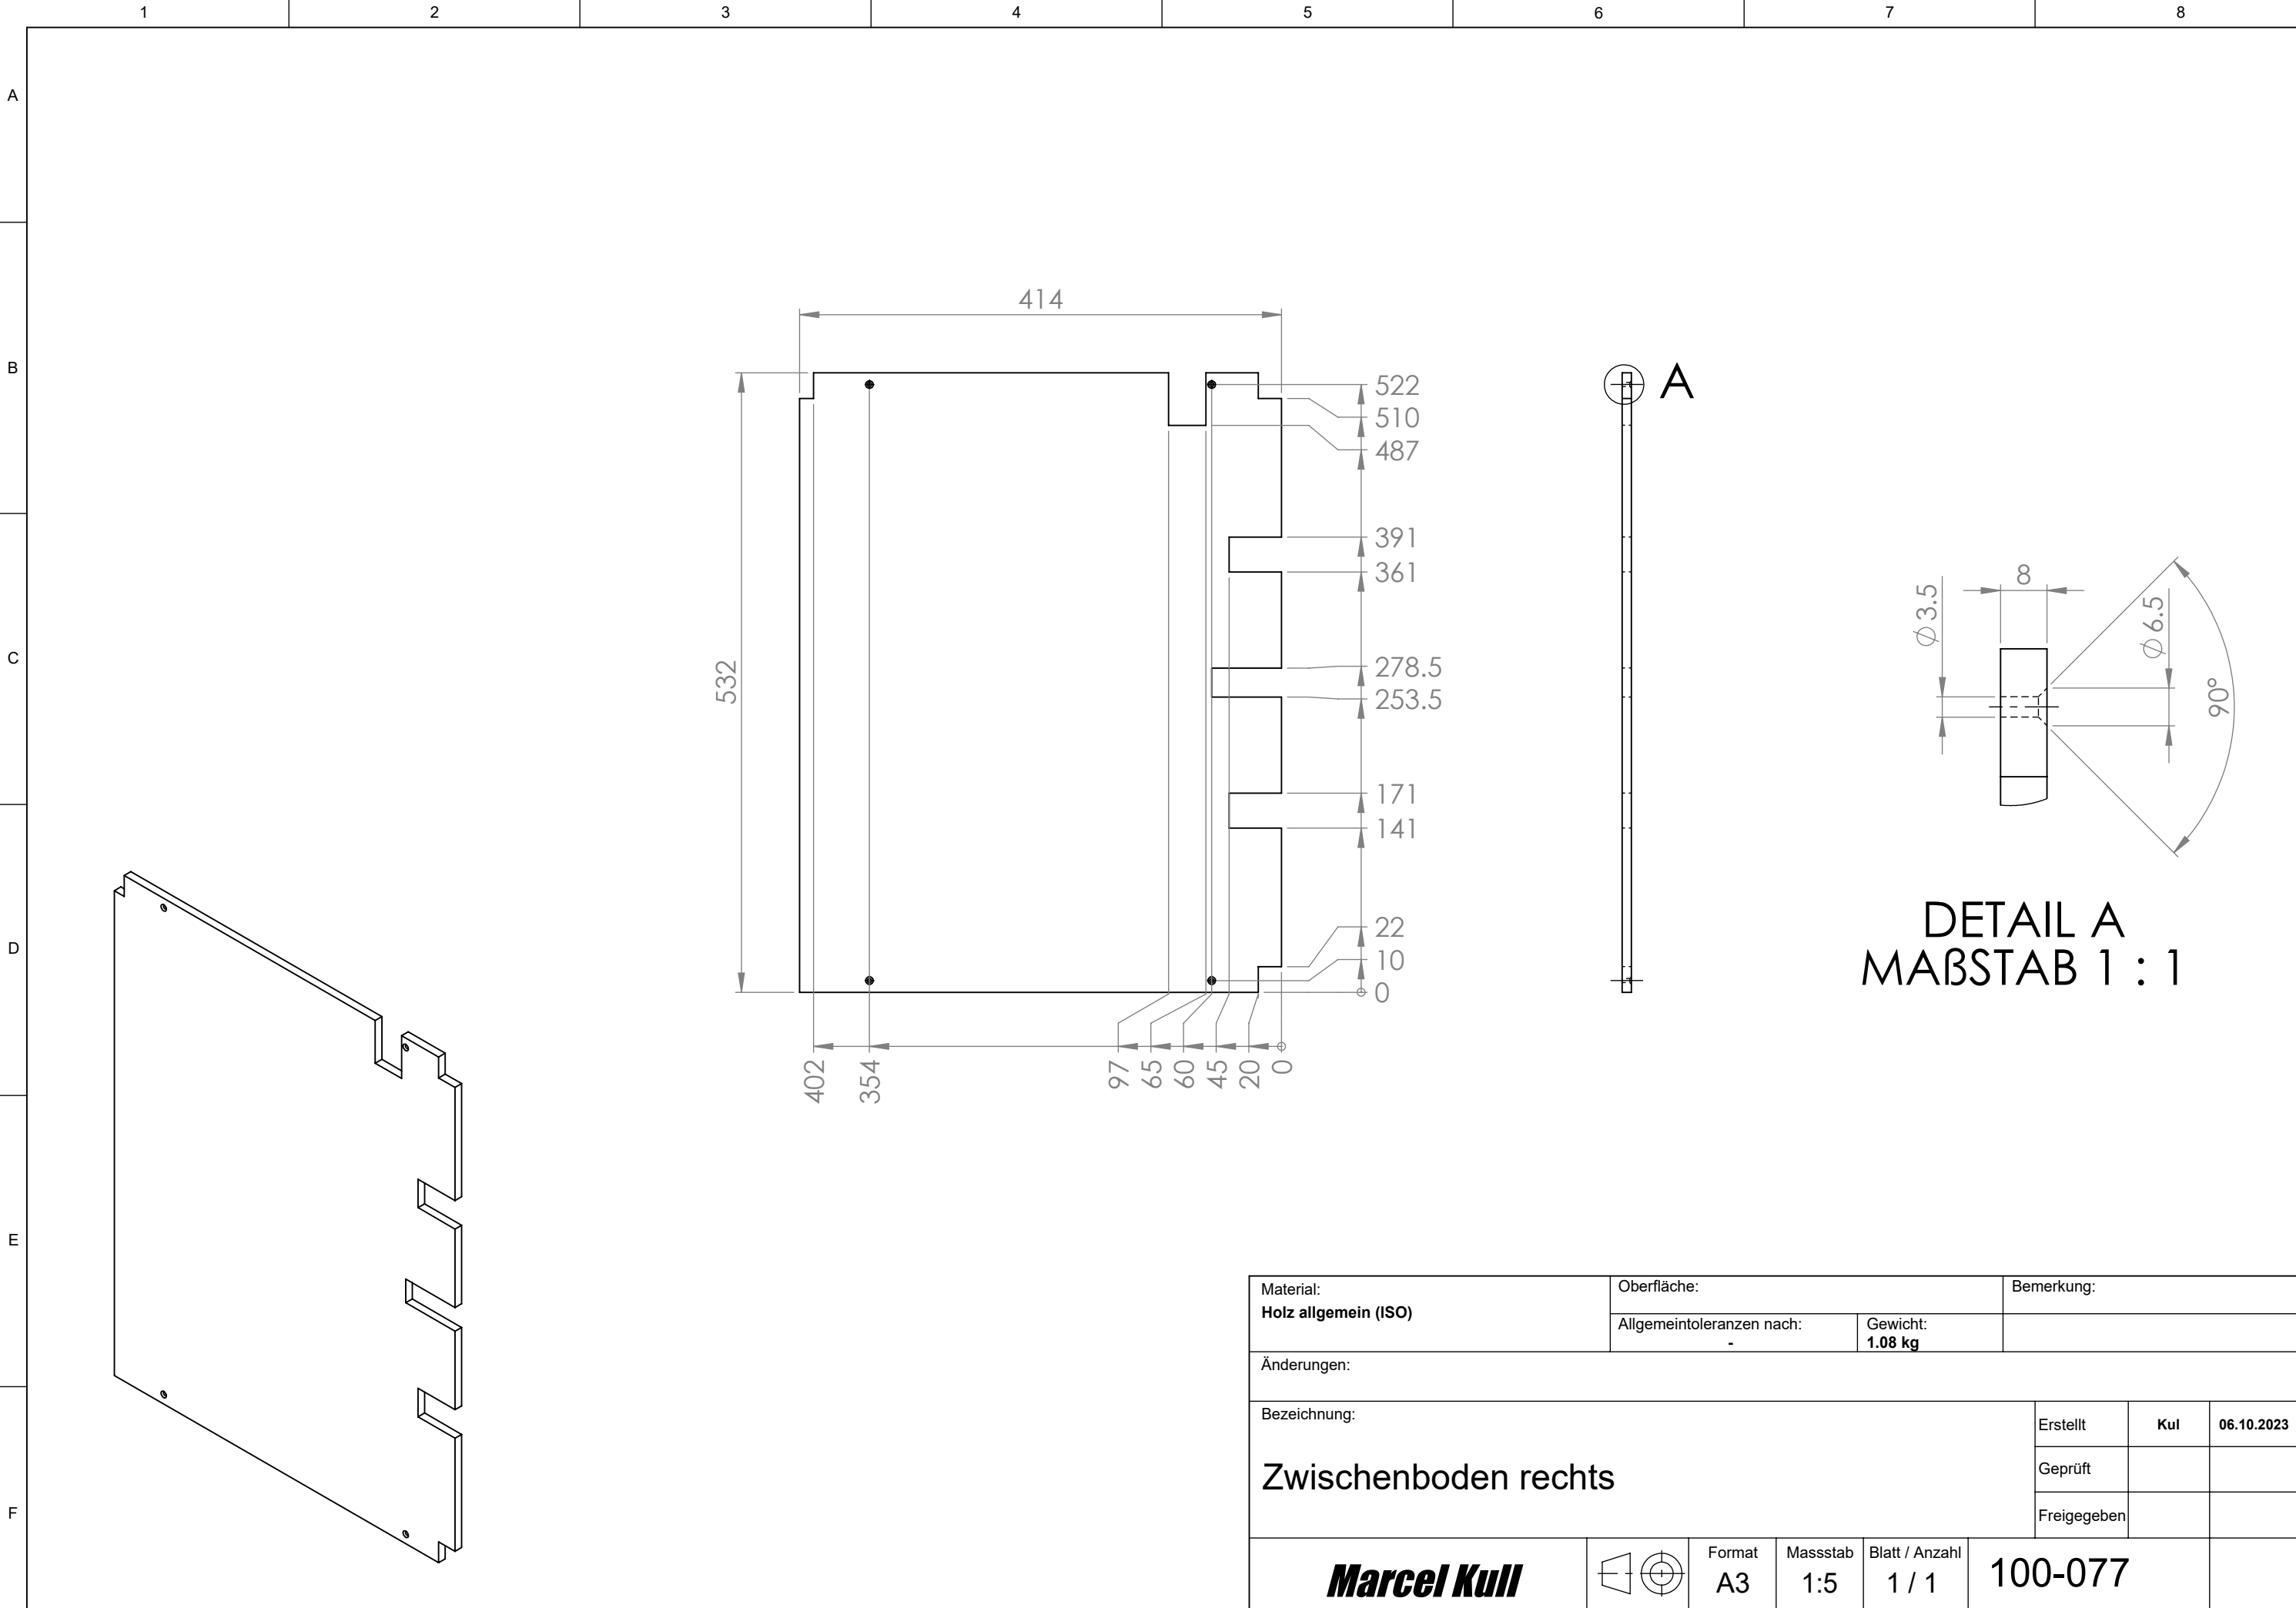 1 2 3 4 5 6 7 8
A
B
C
D
E
F
414
532
522
510
487
391
361
278.5
253.5
171
141
22
10
0
402 354 97 65 60 45 20 0
A
8
Ø 3.5
Ø 6.5
90°
DETAIL A
MAßSTAB 1 : 1
Material:
Holz allgemein (ISO)
Oberfläche:
Bemerkung:
Allgemeintoleranzen nach:
-
Gewicht:
1.08 kg
Änderungen:
Bezeichnung:
Zwischenboden rechts
Erstellt Kul 06.10.2023
Geprüft
Freigegeben
Marcel Kull
Format
A3
Massstab
1:5
Blatt / Anzahl
1 / 1
100-077